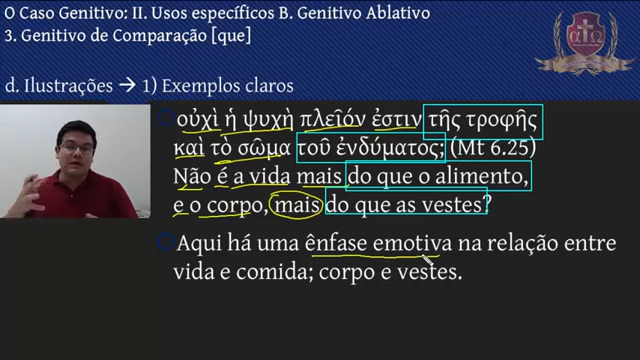 O Caso Genitivo: II. Usos específicos B. Genitivo Ablativo
3. Genitivo de Comparação [que]
d. Ilustrações → 1) Exemplos claros
οὐχὶ ἡ ψυχὴ πλεῖόν ἐστιν τῆς τροφῆς
καὶ τὸ σῶμα τοῦ ἐνδύματος; (Mt 6.25)
Não é a vida mais do que o alimento,
e o corpo, mais do que as vestes?
Aqui há uma ênfase emotiva na relação entre
vida e comida; corpo e vestes.